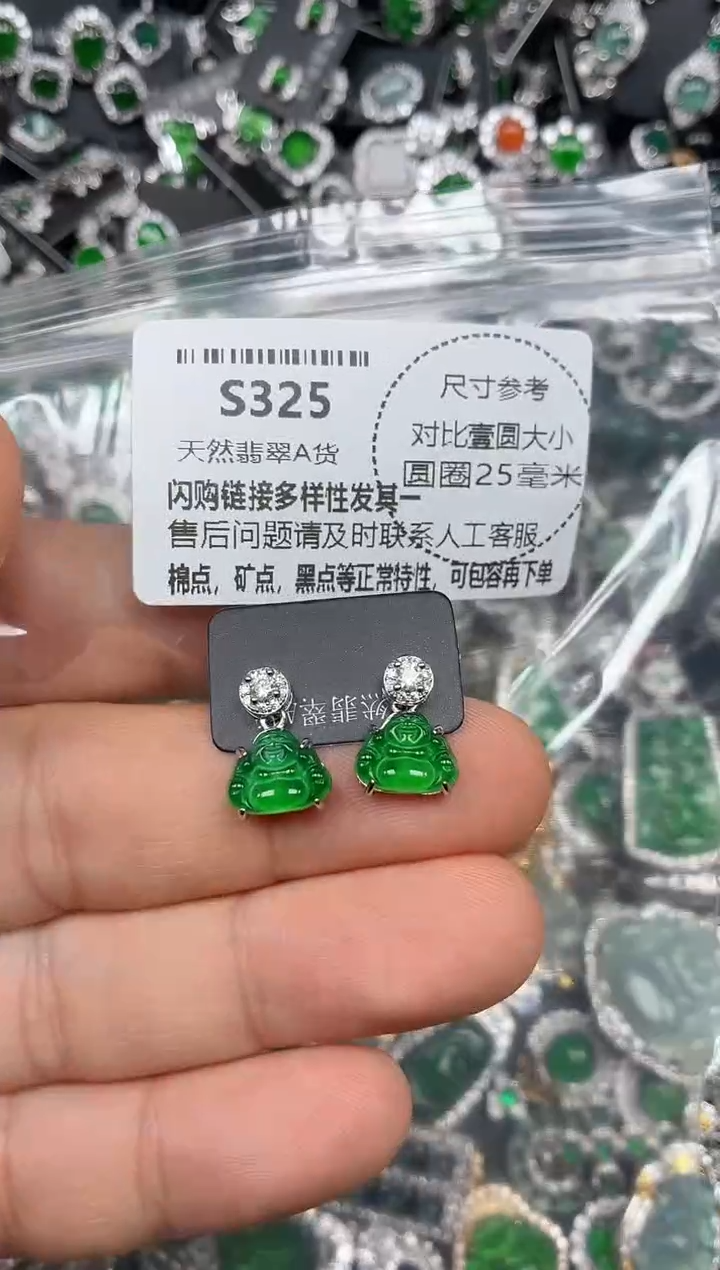 S325
天然翡翠A货
尺寸参考
对比壹圆大小
圆圈25毫米
闪购链接多样性发其一
售后问题请及时联系人工客服
棉点，矿点，黑点等正常特性，可包容再下单
然翡翠